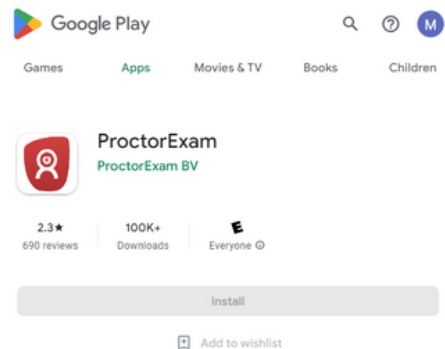 Google Play
M
Games Apps Movies & TV Books Children
ProctorExam
ProctorExam BV
2.3★ 100K+ E
690 reviews Downloads Everyone
Install
Add to wishlist